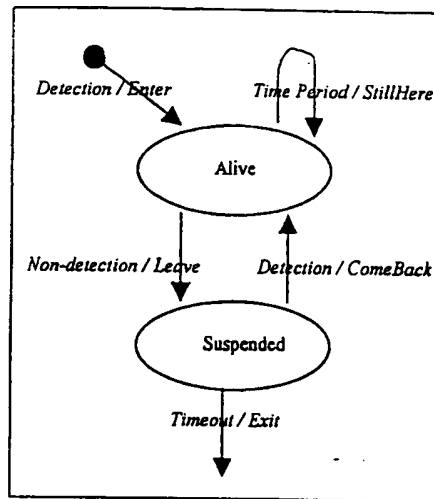 Detection / Enter
Time Period / StillHere
Alive
Non-detection / Leave
Detection / ComeBack
Suspended
Timeout / Exit